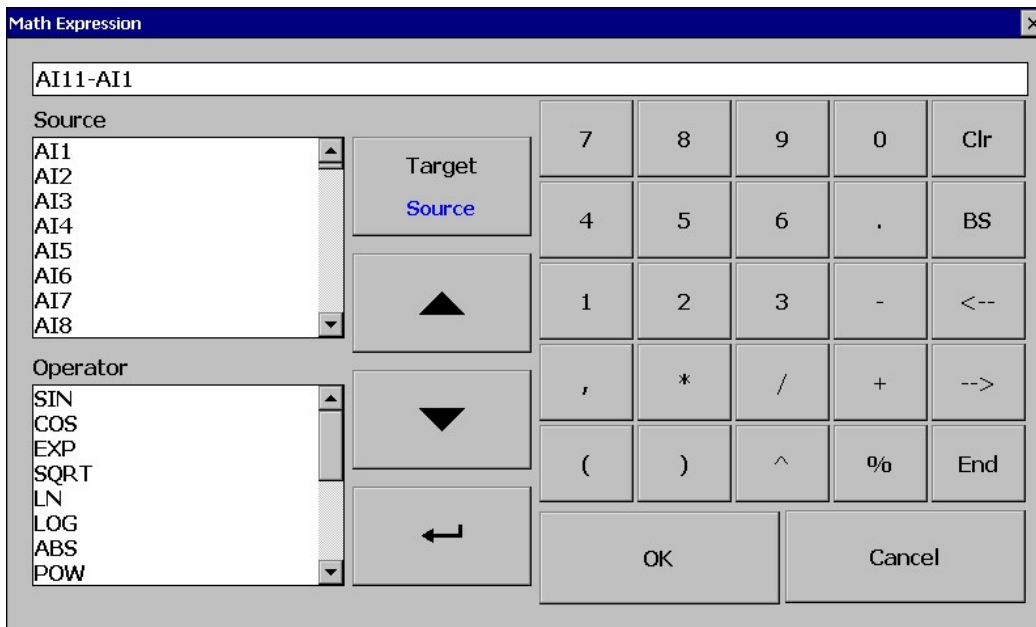 Math Expression
AI11-AI1
Source
AI1
AI2
AI3
AI4
AI5
AI6
AI7
AI8
Operator
SIN
COS
EXP
SQRT
LN
LOG
ABS
POW
Target
Source
7 8 9 0 Clr
4 5 6 . BS
1 2 3 - <--
, * / + -->
( ) ^ % End
OK Cancel